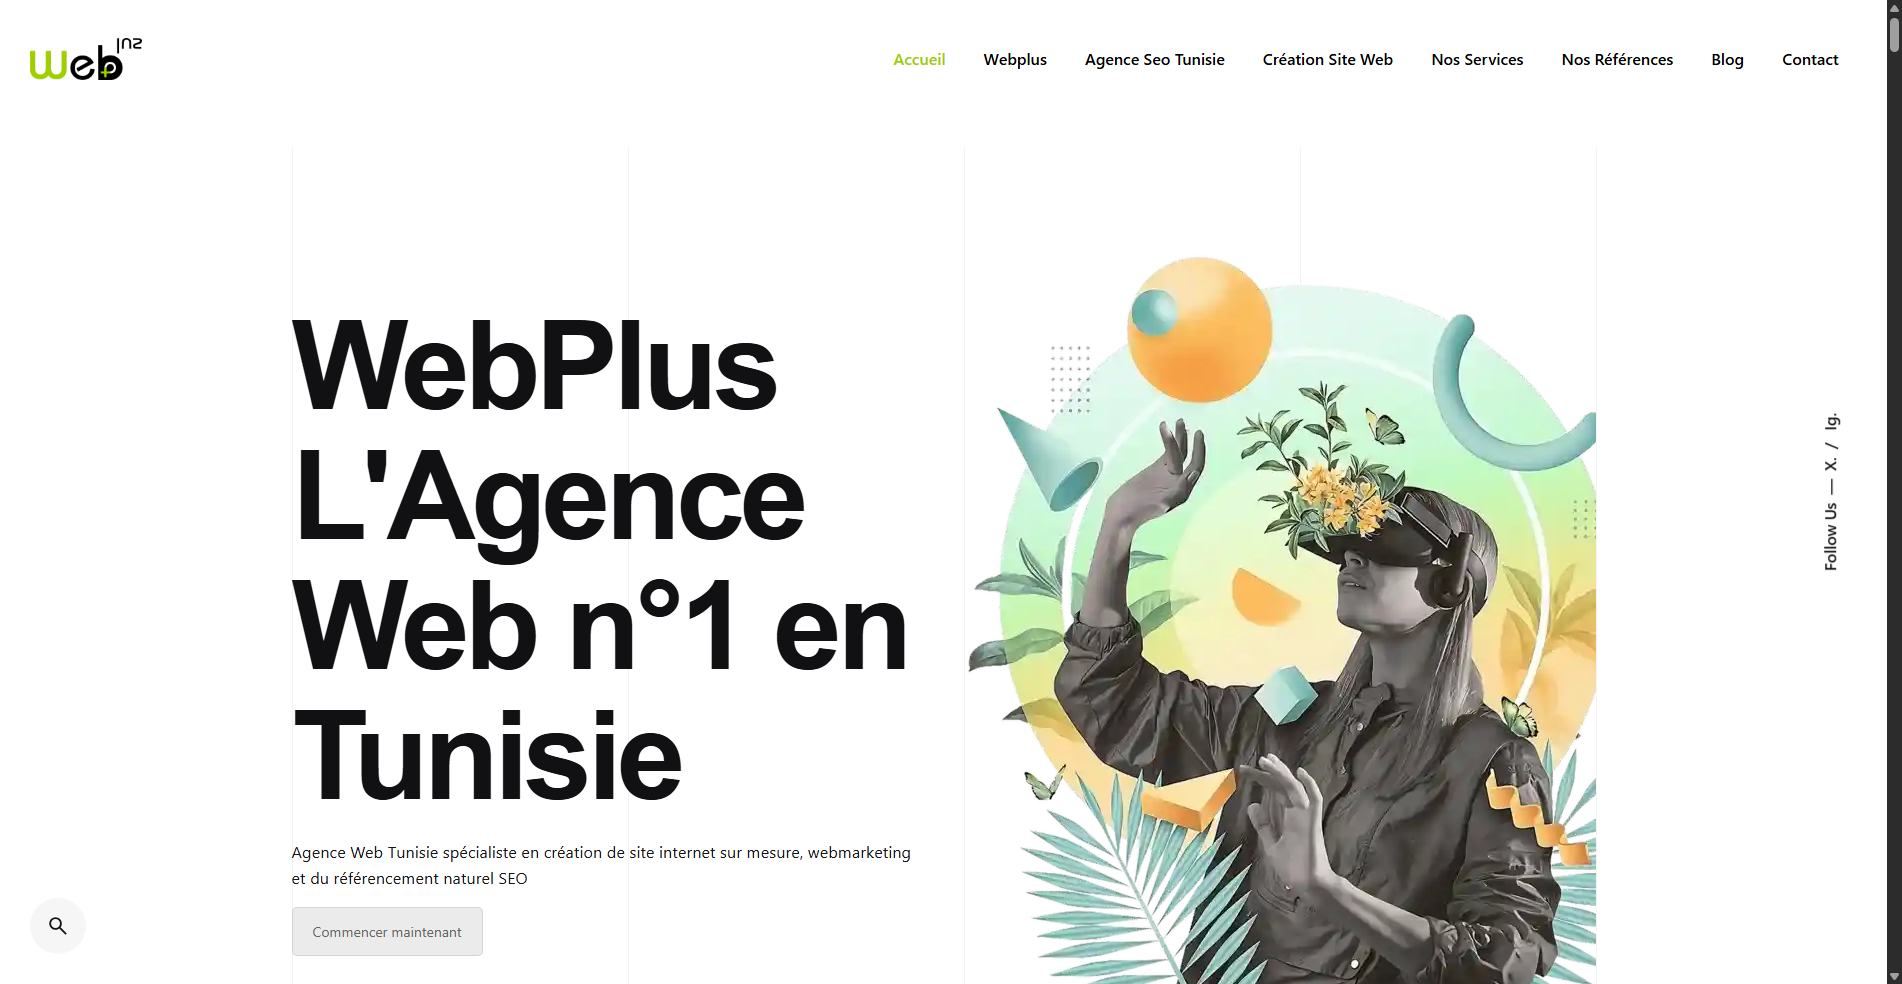 Web
Accueil
Webplus
Agence Seo Tunisie
Création Site Web
Nos Services
Nos Références
Blog
Contact
WebPlus
L'Agence
Web n°1 en
Tunisie
Agence Web Tunisie spécialiste en création de site internet sur mesure, webmarketing
et du référencement naturel SEO
Commencer maintenant
Follow Us — X. / Ig.